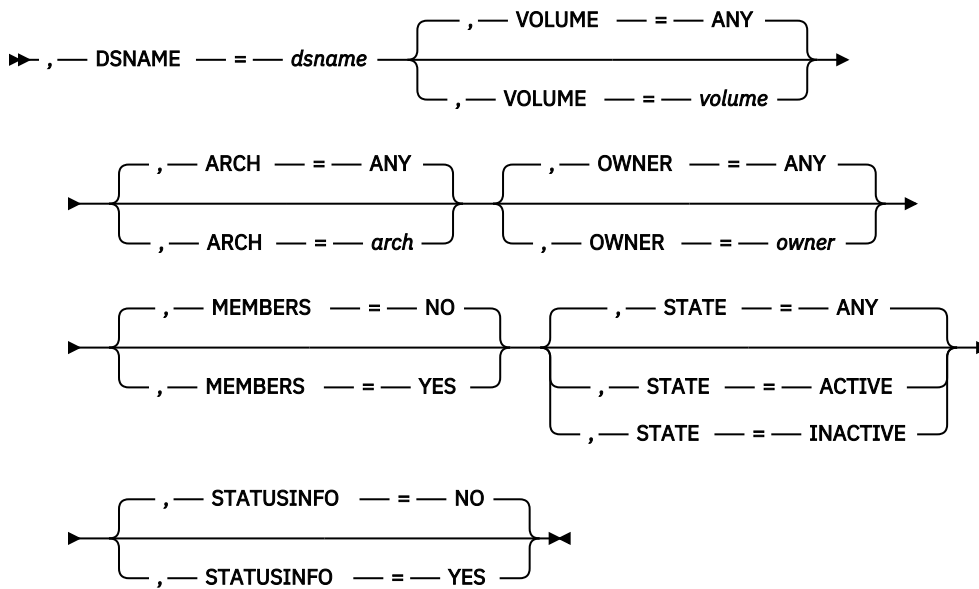 , VOLUME = ANY
, DSNAME = dsname
, VOLUME = volume
, ARCH = ANY , OWNER = ANY
, ARCH = arch , OWNER = owner
, MEMBERS = NO , STATE = ANY
, MEMBERS = YES , STATE = ACTIVE
, STATE = INACTIVE
, STATUSINFO = NO
, STATUSINFO = YES